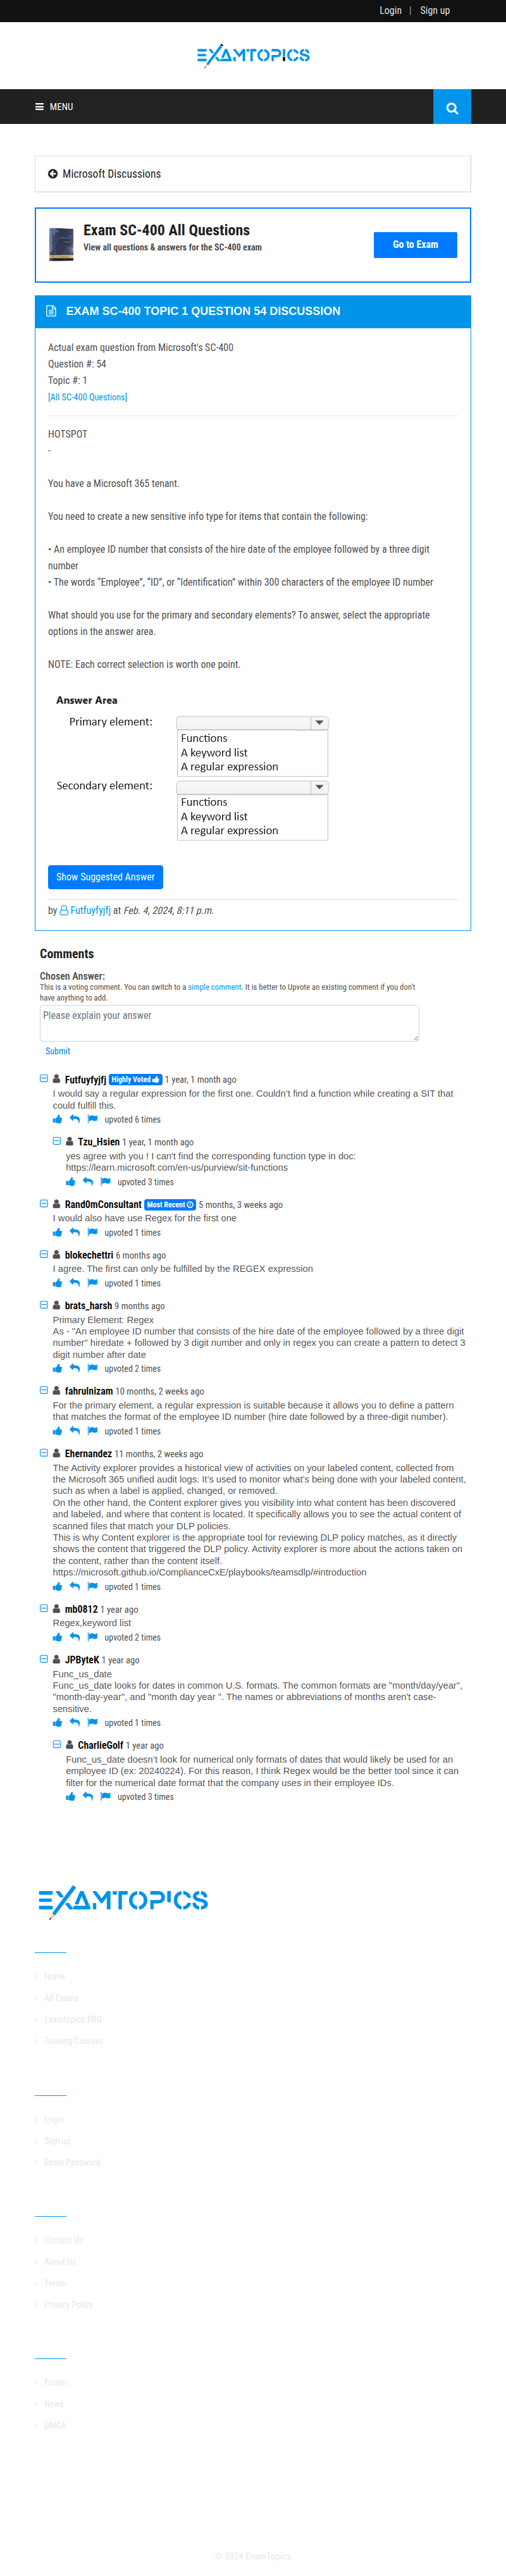 Login | Sign up
EXAMTOPICS
MENU
Microsoft Discussions
Exam SC-400 All Questions
View all questions & answers for the SC-400 exam
Go to Exam
EXAM SC-400 TOPIC 1 QUESTION 54 DISCUSSION
Actual exam question from Microsoft's SC-400
Question #: 54
Topic #: 1
[All SC-400 Questions]
HOTSPOT
-
You have a Microsoft 365 tenant.
You need to create a new sensitive info type for items that contain the following:
• An employee ID number that consists of the hire date of the employee followed by a three digit
number
• The words “Employee”, “ID”, or “Identification” within 300 characters of the employee ID number
What should you use for the primary and secondary elements? To answer, select the appropriate
options in the answer area.
NOTE: Each correct selection is worth one point.
Answer Area
Primary element:
Functions
A keyword list
A regular expression
Secondary element:
Functions
A keyword list
A regular expression
Show Suggested Answer
by Futfuyfyjfj at Feb. 4, 2024, 8:11 p.m.
Comments
Chosen Answer:
This is a voting comment. You can switch to a simple comment. It is better to Upvote an existing comment if you don't
have anything to add.
Please explain your answer
Submit
Futfuyfyjfj Highly Voted 1 year, 1 month ago
I would say a regular expression for the first one. Couldn't find a function while creating a SIT that
could fulfill this.
upvoted 6 times
Tzu_Hsien 1 year, 1 month ago
yes agree with you ! I can't find the corresponding function type in doc:
https://learn.microsoft.com/en-us/purview/sit-functions
upvoted 3 times
Rand0mConsultant Most Recent 5 months, 3 weeks ago
I would also have use Regex for the first one
upvoted 1 times
blokechettri 6 months ago
I agree. The first can only be fulfilled by the REGEX expression
upvoted 1 times
brats_harsh 9 months ago
Primary Element: Regex
As - "An employee ID number that consists of the hire date of the employee followed by a three digit
number" hiredate + followed by 3 digit number and only in regex you can create a pattern to detect 3
digit number after date
upvoted 2 times
fahrulnizam 10 months, 2 weeks ago
For the primary element, a regular expression is suitable because it allows you to define a pattern
that matches the format of the employee ID number (hire date followed by a three-digit number).
upvoted 1 times
Ehernandez 11 months, 2 weeks ago
The Activity explorer provides a historical view of activities on your labeled content, collected from
the Microsoft 365 unified audit logs. It's used to monitor what's being done with your labeled content,
such as when a label is applied, changed, or removed.
On the other hand, the Content explorer gives you visibility into what content has been discovered
and labeled, and where that content is located. It specifically allows you to see the actual content of
scanned files that match your DLP policies.
This is why Content explorer is the appropriate tool for reviewing DLP policy matches, as it directly
shows the content that triggered the DLP policy. Activity explorer is more about the actions taken on
the content, rather than the content itself.
https://microsoft.github.io/ComplianceCxE/playbooks/teamsdlp/#introduction
upvoted 1 times
mb0812 1 year ago
Regex,keyword list
upvoted 2 times
JPByteK 1 year ago
Func_us_date
Func_us_date looks for dates in common U.S. formats. The common formats are "month/day/year",
"month-day-year", and "month day year ". The names or abbreviations of months aren't case-
sensitive.
upvoted 1 times
CharlieGolf 1 year ago
Func_us_date doesn't look for numerical only formats of dates that would likely be used for an
employee ID (ex: 20240224). For this reason, I think Regex would be the better tool since it can
filter for the numerical date format that the company uses in their employee IDs.
upvoted 3 times
EXAMTOPICS
Home
All Exams
Examtopics PRO
Training Courses
Login
Sign up
Reset Password
Contact Us
About Us
Terms
Privacy Policy
Forum
News
DMCA
© 2024 ExamTopics